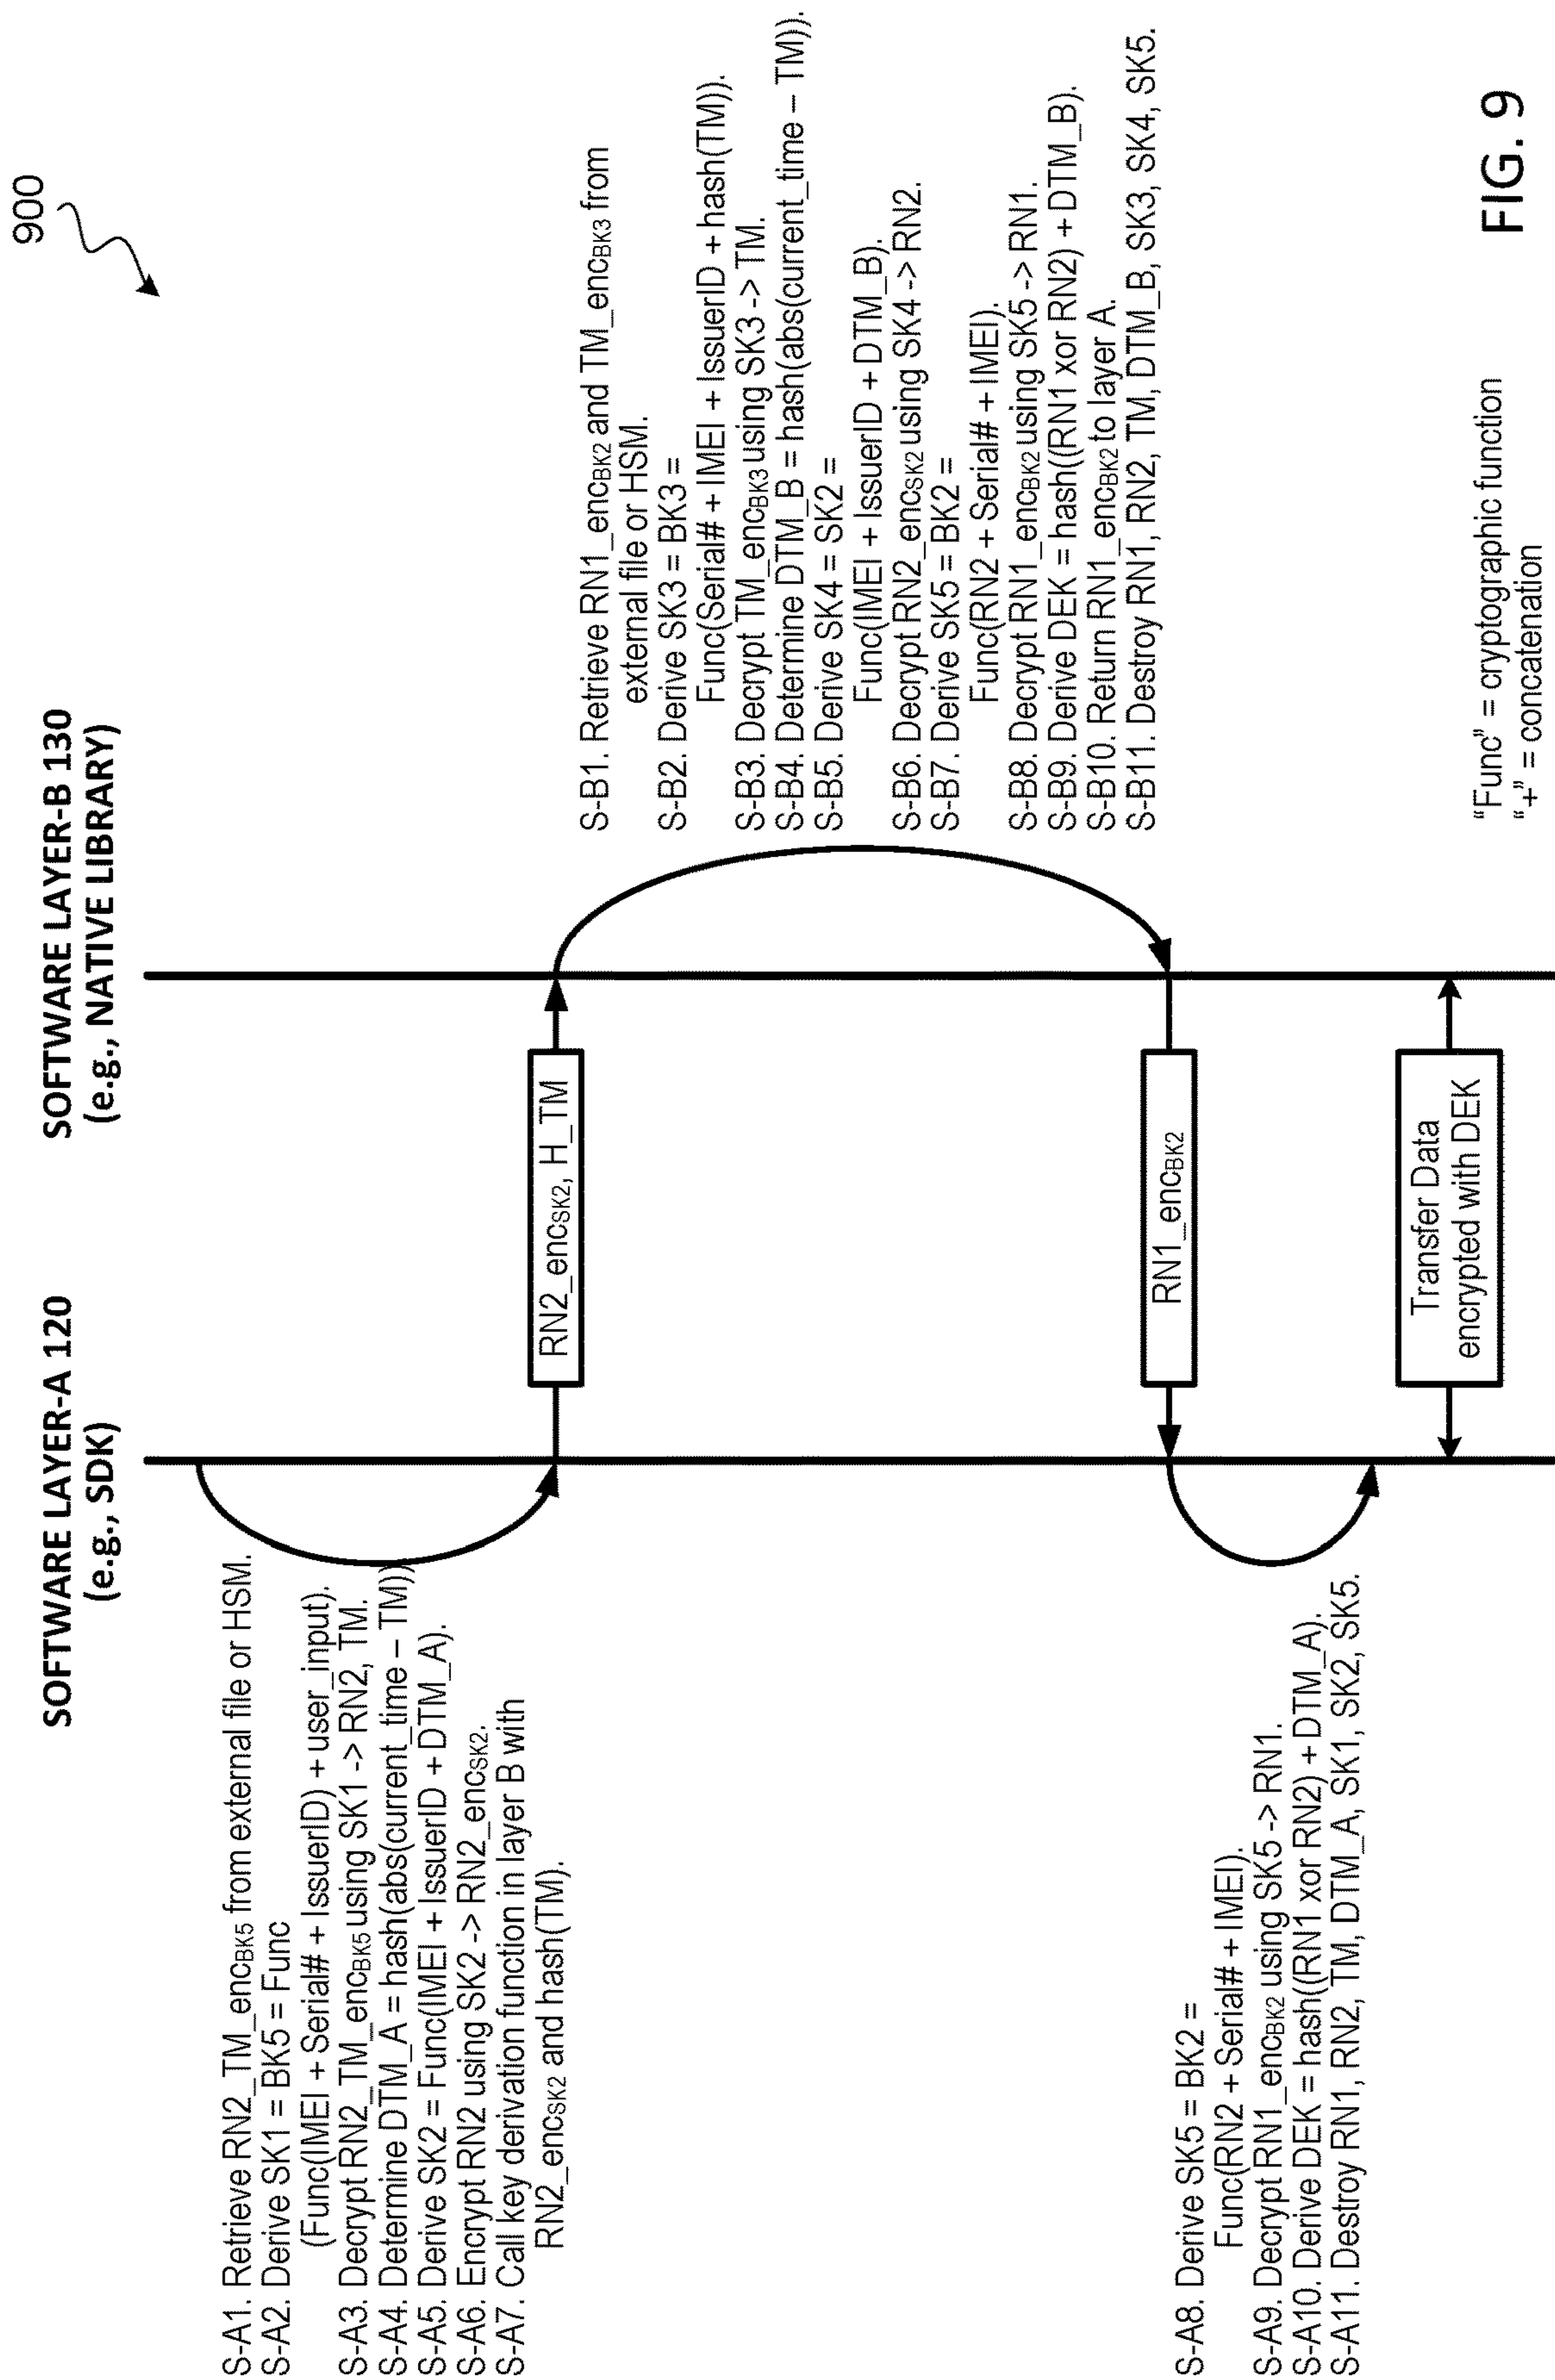 900
SOFTWARE LAYER-A 120
(e.g., SDK)
SOFTWARE LAYER-B 130
(e.g., NATIVE LIBRARY)
S-A1. Retrieve RN2_TM_encBK5 from external file or HSM.
S-A2. Derive SK1 = BK5 = Func
(Func(IMEI + Serial# + IssuerID) + user_input).
S-A3. Decrypt RN2_TM_encBK5 using SK1 -> RN2, TM.
S-A4. Determine DTM_A = hash(abs(current_time – TM))
S-A5. Derive SK2 = Func(IMEI + IssuerID + DTM_A).
S-A6. Encrypt RN2 using SK2 -> RN2_encSK2.
S-A7. Call key derivation function in layer B with
RN2_encSK2 and hash(TM).
RN2_encSK2, H_TM
S-B1. Retrieve RN1_encBK2 and TM_encBK3 from
external file or HSM.
S-B2. Derive SK3 = BK3 =
Func(Serial# + IMEI + IssuerID + hash(TM)).
S-B3. Decrypt TM_encBK3 using SK3 -> TM.
S-B4. Determine DTM_B = hash(abs(current_time – TM)).
S-B5. Derive SK4 = SK2 =
Func(IMEI + IssuerID + DTM_B).
S-B6. Decrypt RN2_encSK2 using SK4 -> RN2.
S-B7. Derive SK5 = BK2 =
Func(RN2 + Serial# + IMEI).
S-B8. Decrypt RN1_encBK2 using SK5 -> RN1.
S-B9. Derive DEK = hash((RN1 xor RN2) + DTM_B).
S-B10. Return RN1_encBK2 to layer A.
S-B11. Destroy RN1, RN2, TM, DTM_B, SK3, SK4, SK5.
RN1_encBK2
S-A8. Derive SK5 = BK2 =
Func(RN2 + Serial# + IMEI).
S-A9. Decrypt RN1_encBK2 using SK5 -> RN1.
S-A10. Derive DEK = hash((RN1 xor RN2) + DTM_A).
S-A11. Destroy RN1, RN2, TM, DTM_A, SK1, SK2, SK5.
Transfer Data
encrypted with DEK
“Func” = cryptographic function
“+” = concatenation
FIG. 9